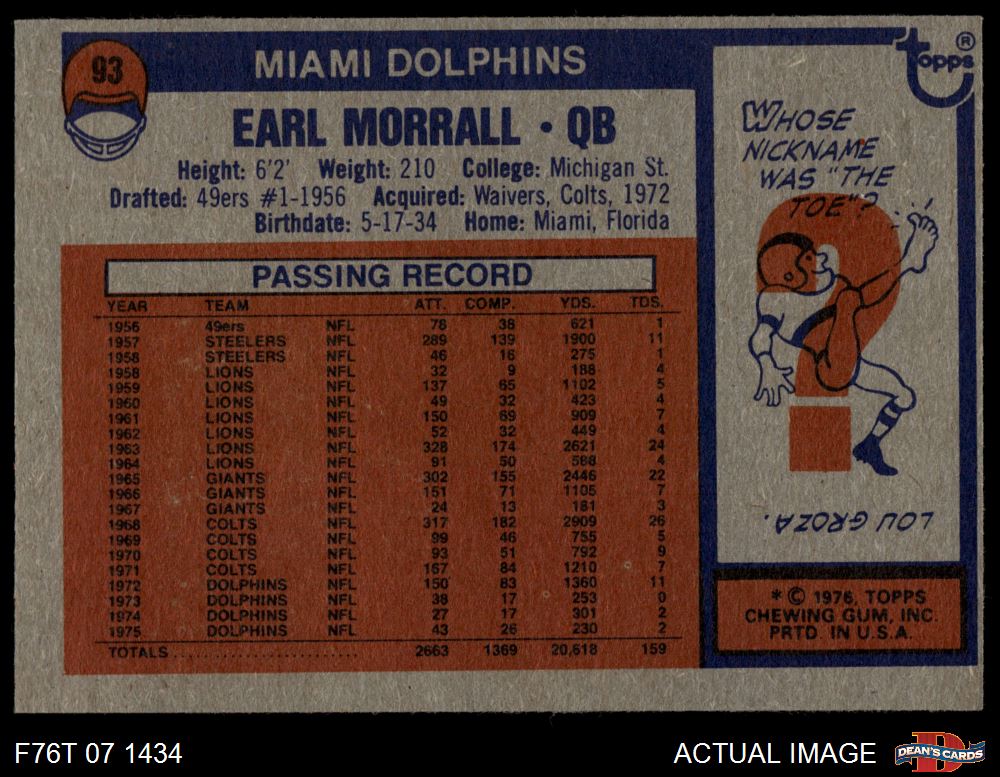 93
MIAMI DOLPHINS
EARL MORRALL • QB
Height: 6'2' Weight: 210 College: Michigan St.
Drafted: 49ers #1-1956 Acquired: Waivers, Colts, 1972
Birthdate: 5-17-34 Home: Miami, Florida
PASSING RECORD
YEAR TEAM ATT. COMP. YDS. TDS.
1956 49ers NFL 78 38 621 1
1957 STEELERS NFL 289 139 1900 11
1958 STEELERS NFL 46 16 275 1
1958 LIONS NFL 32 9 188 4
1959 LIONS NFL 137 65 1102 5
1960 LIONS NFL 49 32 423 4
1961 LIONS NFL 150 69 909 7
1962 LIONS NFL 52 32 449 4
1963 LIONS NFL 328 174 2621 24
1964 LIONS NFL 91 50 588 4
1965 GIANTS NFL 302 155 2446 22
1966 GIANTS NFL 151 71 1105 7
1967 GIANTS NFL 24 13 181 3
1968 COLTS NFL 317 182 2909 26
1969 COLTS NFL 99 46 755 5
1970 COLTS NFL 93 51 792 9
1971 COLTS NFL 167 84 1210 7
1972 DOLPHINS NFL 150 83 1360 11
1973 DOLPHINS NFL 38 17 253 0
1974 DOLPHINS NFL 27 17 301 2
1975 DOLPHINS NFL 43 26 230 2
TOTALS........................ 2663 1369 20,618 159
topps ®
WHOSE
NICKNAME
WAS "THE
TOE"?
LOU GROZA.
* © 1976, TOPPS
CHEWING GUM, INC.
PRTD. IN U.S.A.
F76T 07 1434
ACTUAL IMAGE
D
DEAN'S CARDS